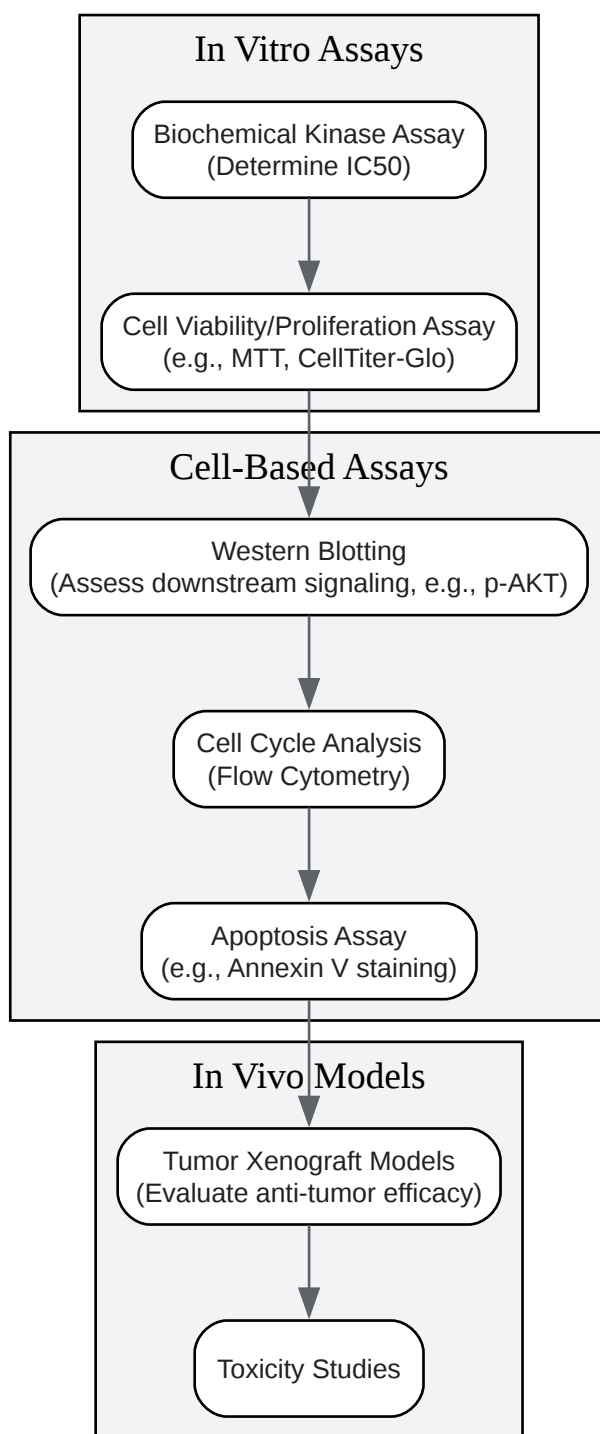 In Vitro Assays
Biochemical Kinase Assay
(Determine IC50)
Cell Viability/Proliferation Assay
(e.g., MTT, CellTiter-Glo)
Cell-Based Assays
Western Blotting
(Assess downstream signaling, e.g., p-AKT)
Cell Cycle Analysis
(Flow Cytometry)
Apoptosis Assay
(e.g., Annexin V staining)
In Vivo Models
Tumor Xenograft Models
(Evaluate anti-tumor efficacy)
Toxicity Studies